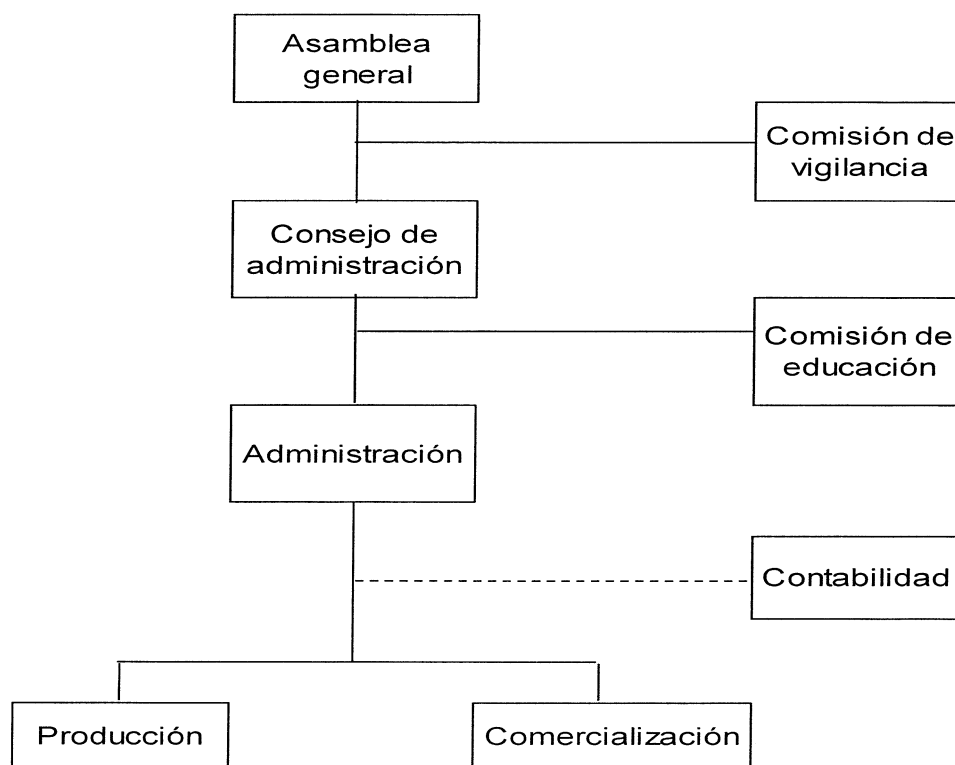 Asamblea
general
Comisión de
vigilancia
Consejo de
administración
Comisión de
educación
Administración
Contabilidad
Producción
Comercialización